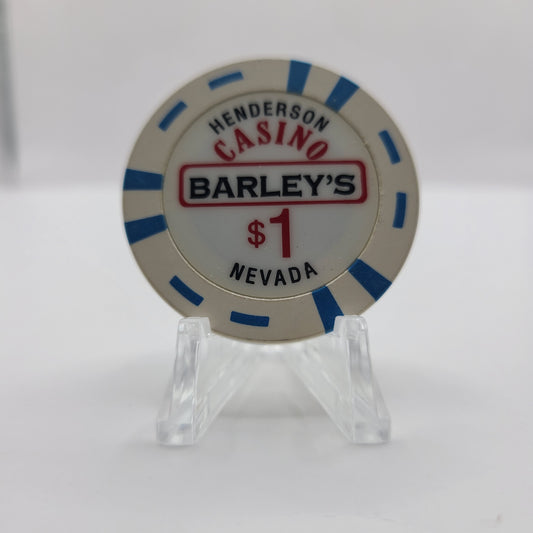 HENDERSON
CASINO
BARLEY'S
$1
NEVADA